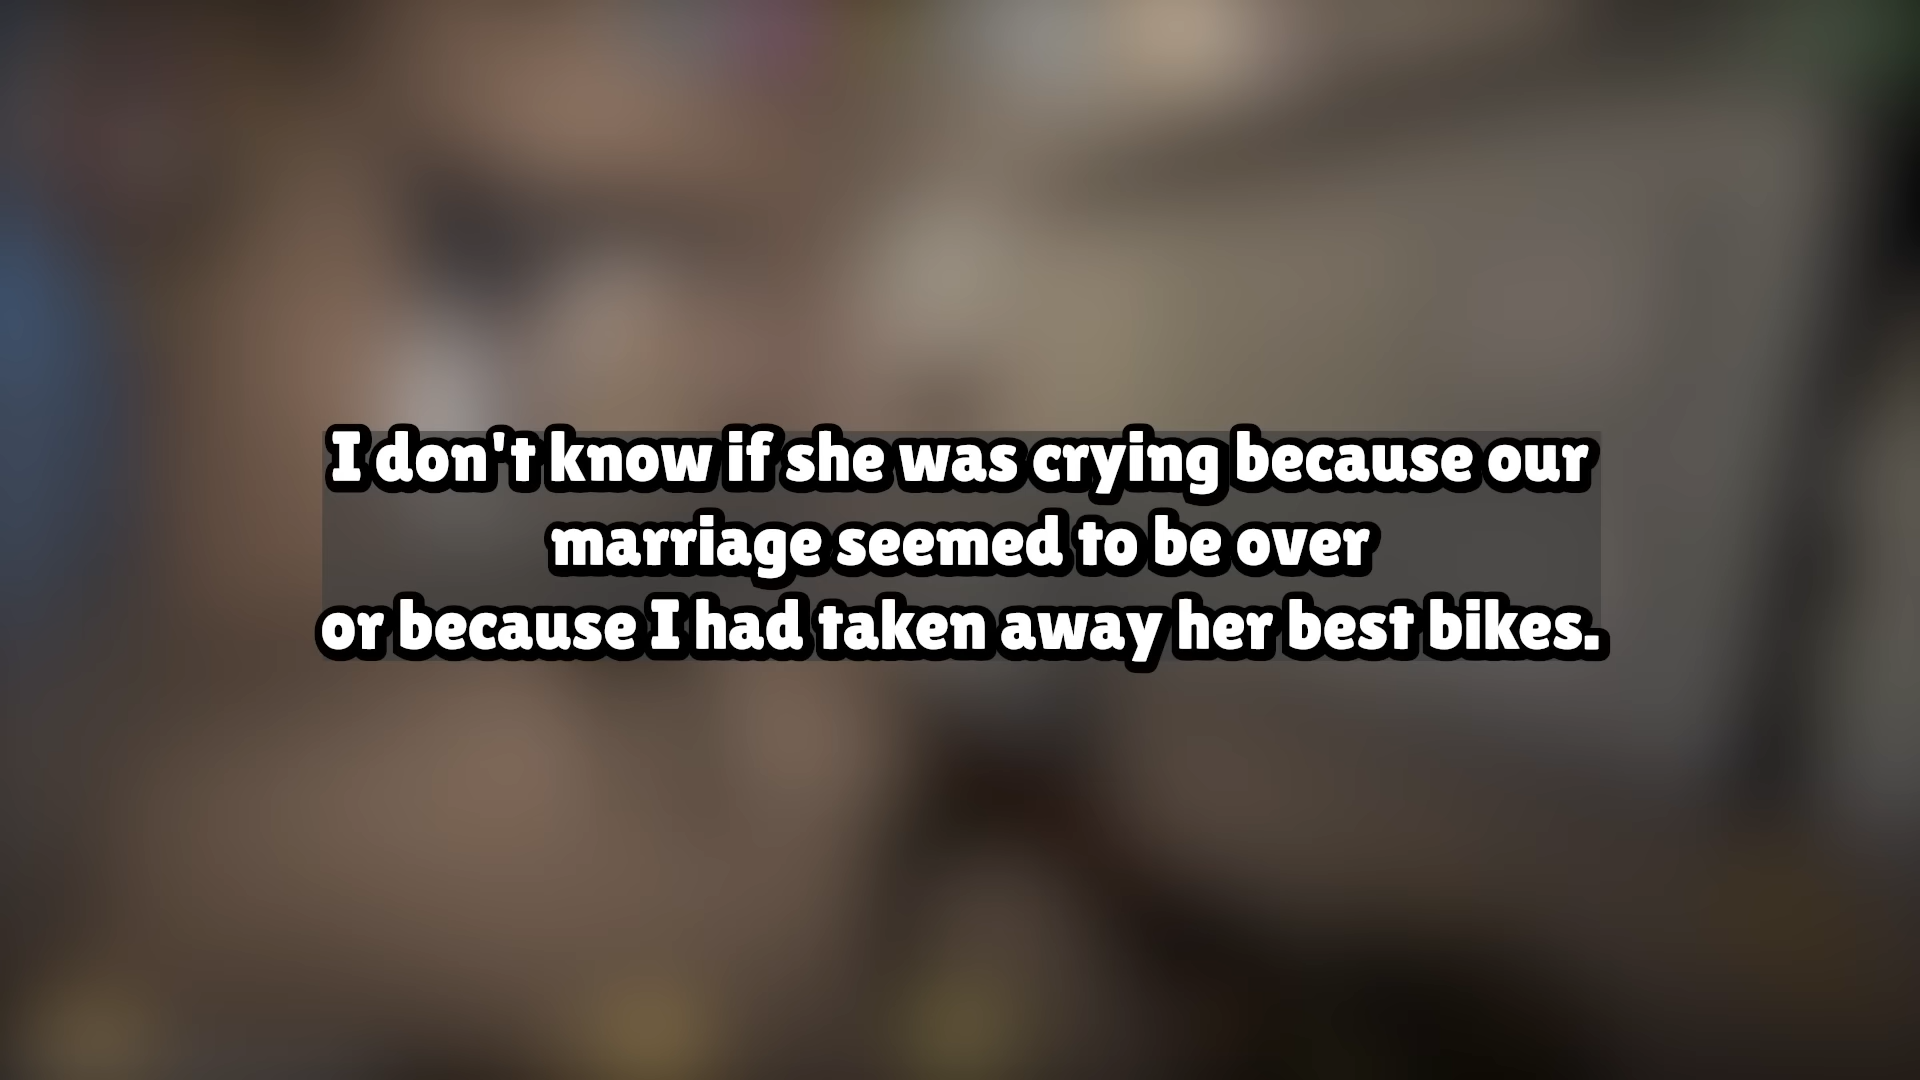 I don't know if she was crying because our
marriage seemed to be over
or because I had taken away her best bikes.